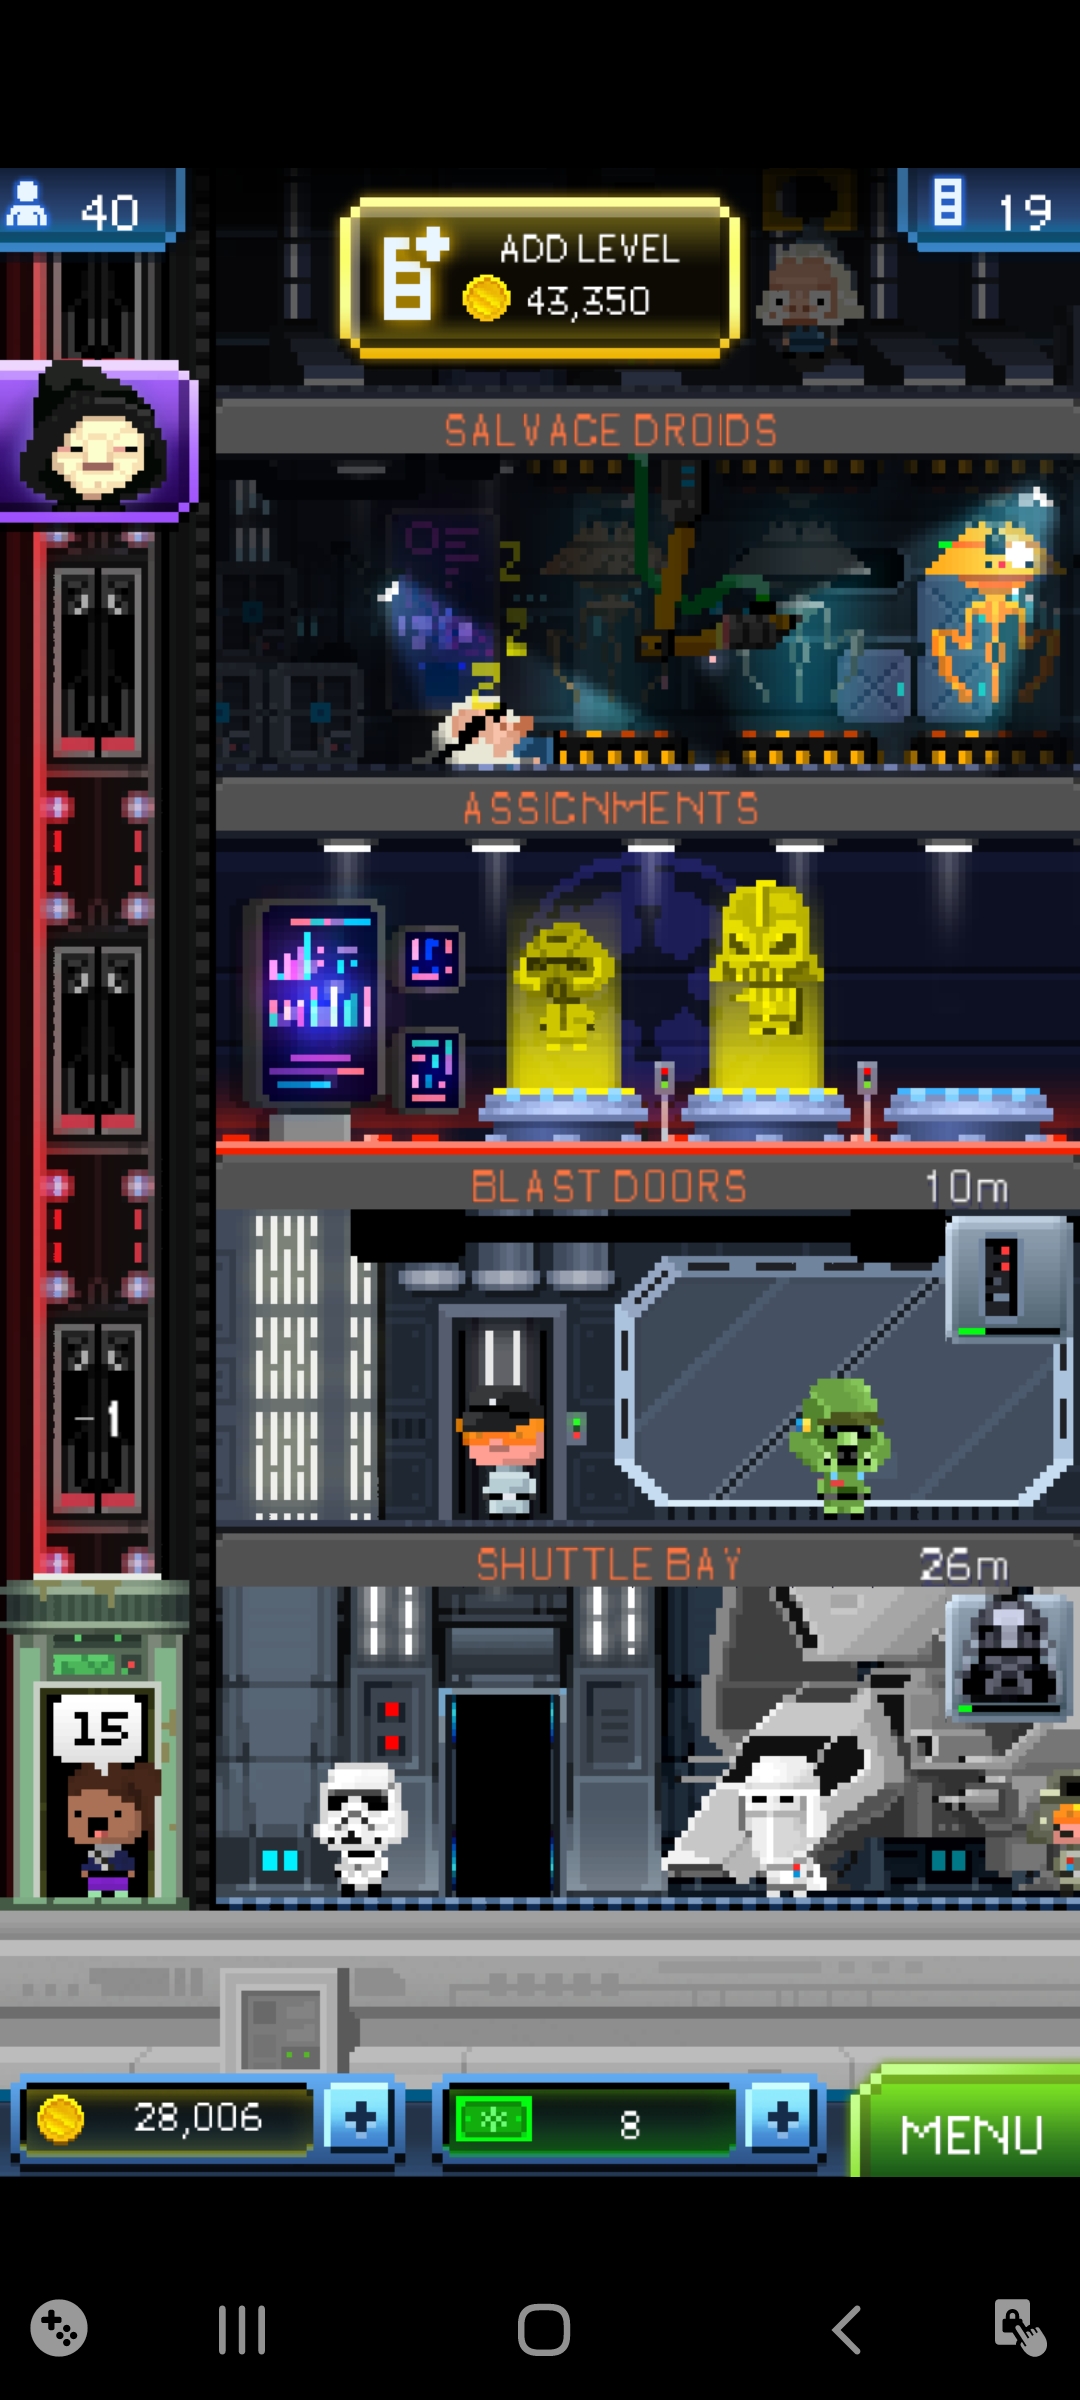 40
ADD LEVEL
43,350
19
SALVAGE DROIDS
ASSIGNMENTS
BLAST DOORS 10m
-1
SHUTTLE BAY 26m
15
28,006
8
MENU